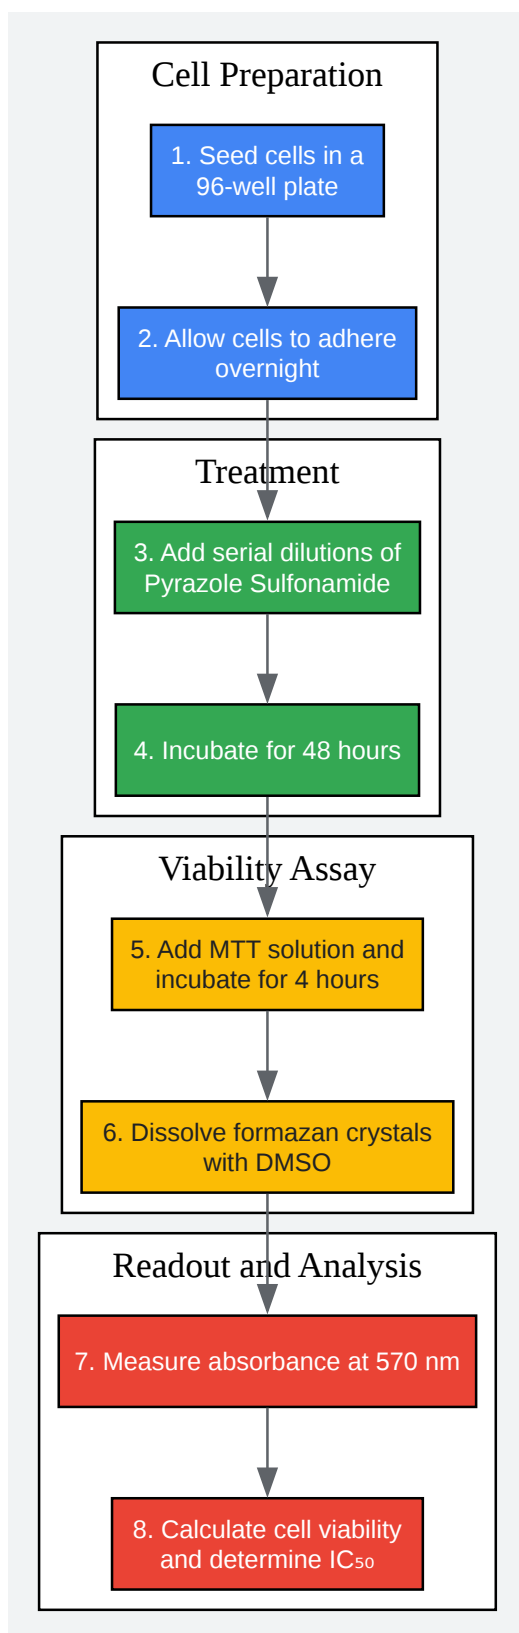 Cell Preparation
1. Seed cells in a
96-well plate
2. Allow cells to adhere
overnight
Treatment
3. Add serial dilutions of
Pyrazole Sulfonamide
4. Incubate for 48 hours
Viability Assay
5. Add MTT solution and
incubate for 4 hours
6. Dissolve formazan crystals
with DMSO
Readout and Analysis
7. Measure absorbance at 570 nm
8. Calculate cell viability
and determine IC₅₀